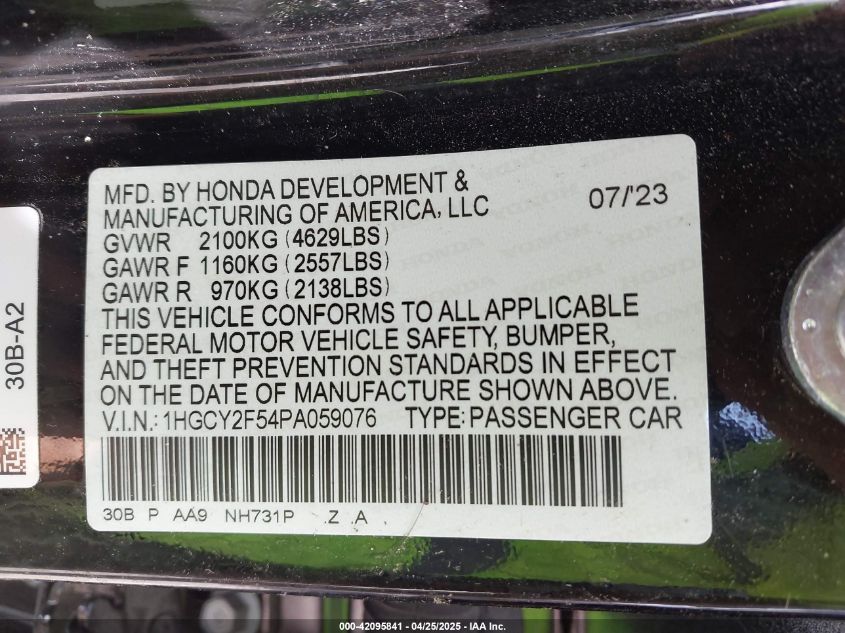 MFD. BY HONDA DEVELOPMENT &
MANUFACTURING OF AMERICA, LLC 07/'23
GVWR 2100KG (4629LBS)
GAWR F 1160KG (2557LBS)
GAWR R 970KG (2138LBS)
THIS VEHICLE CONFORMS TO ALL APPLICABLE
FEDERAL MOTOR VEHICLE SAFETY, BUMPER,
AND THEFT PREVENTION STANDARDS IN EFFECT
ON THE DATE OF MANUFACTURE SHOWN ABOVE.
V.I.N.: 1HGCY2F54PA059076 TYPE: PASSENGER CAR
30B P AA9 NH731P Z A
30B-A2
000-42095841 - 04/25/2025 - IAA Inc.